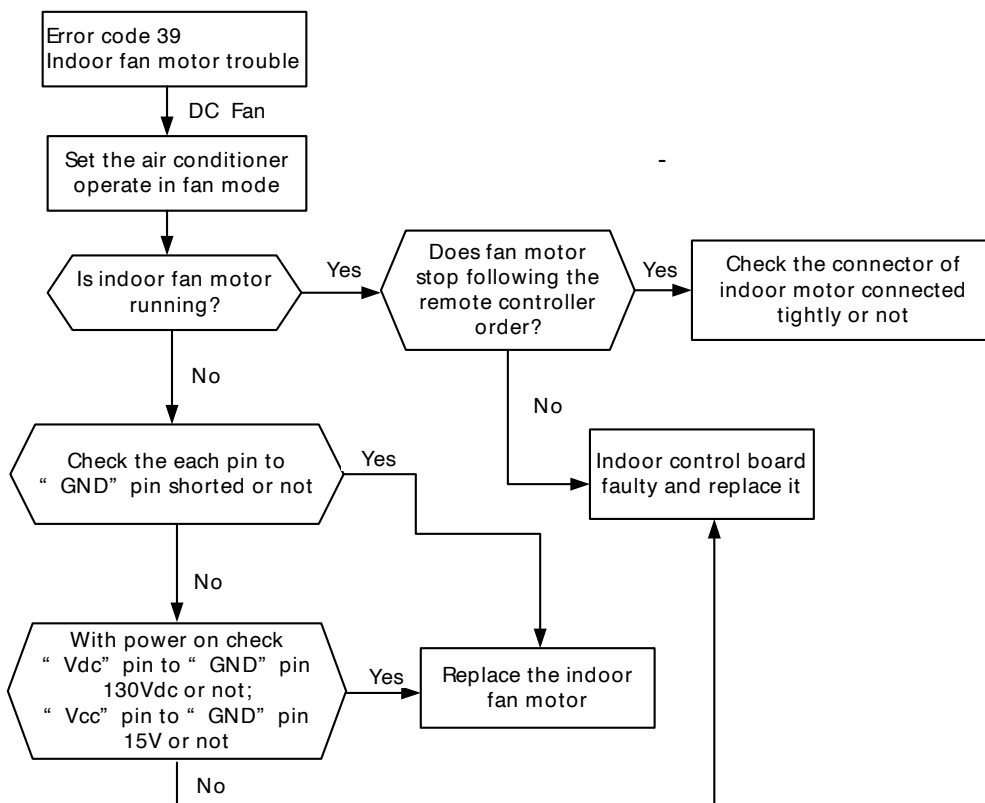 Error code 39
Indoor fan motor trouble
DC Fan
Set the air conditioner
operate in fan mode
-
Is indoor fan motor
running?
Yes
Does fan motor
stop following the
remote controller
order?
Yes
Check the connector of
indoor motor connected
tightly or not
No
No
Check the each pin to
“ GND” pin shorted or not
Yes
Indoor control board
faulty and replace it
No
With power on check
“ Vdc” pin to “ GND” pin
130Vdc or not;
“ Vcc” pin to “ GND” pin
15V or not
Yes
Replace the indoor
fan motor
No